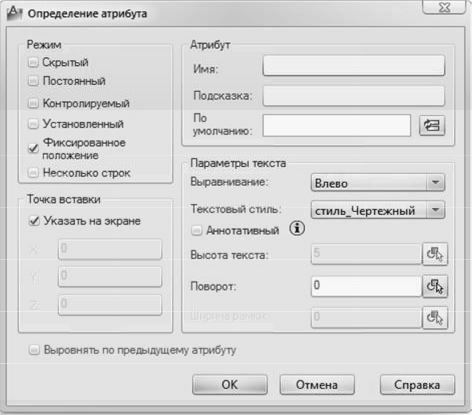 Определение атрибута
Режим
Скрытый
Постоянный
Контролируемый
Установленный
Фиксированное
положение
Несколько строк
Точка вставки
Указать на экране
X: 0
Y: 0
Z: 0
Атрибут
Имя:
Подсказка:
По
умолчанию:
Параметры текста
Выравнивание: Влево
Текстовый стиль: стиль_Чертежный
Аннотативный
Высота текста: 5
Поворот: 0
Ширина рамки: 0
Выровнять по предыдущему атрибуту
OK Отмена Справка